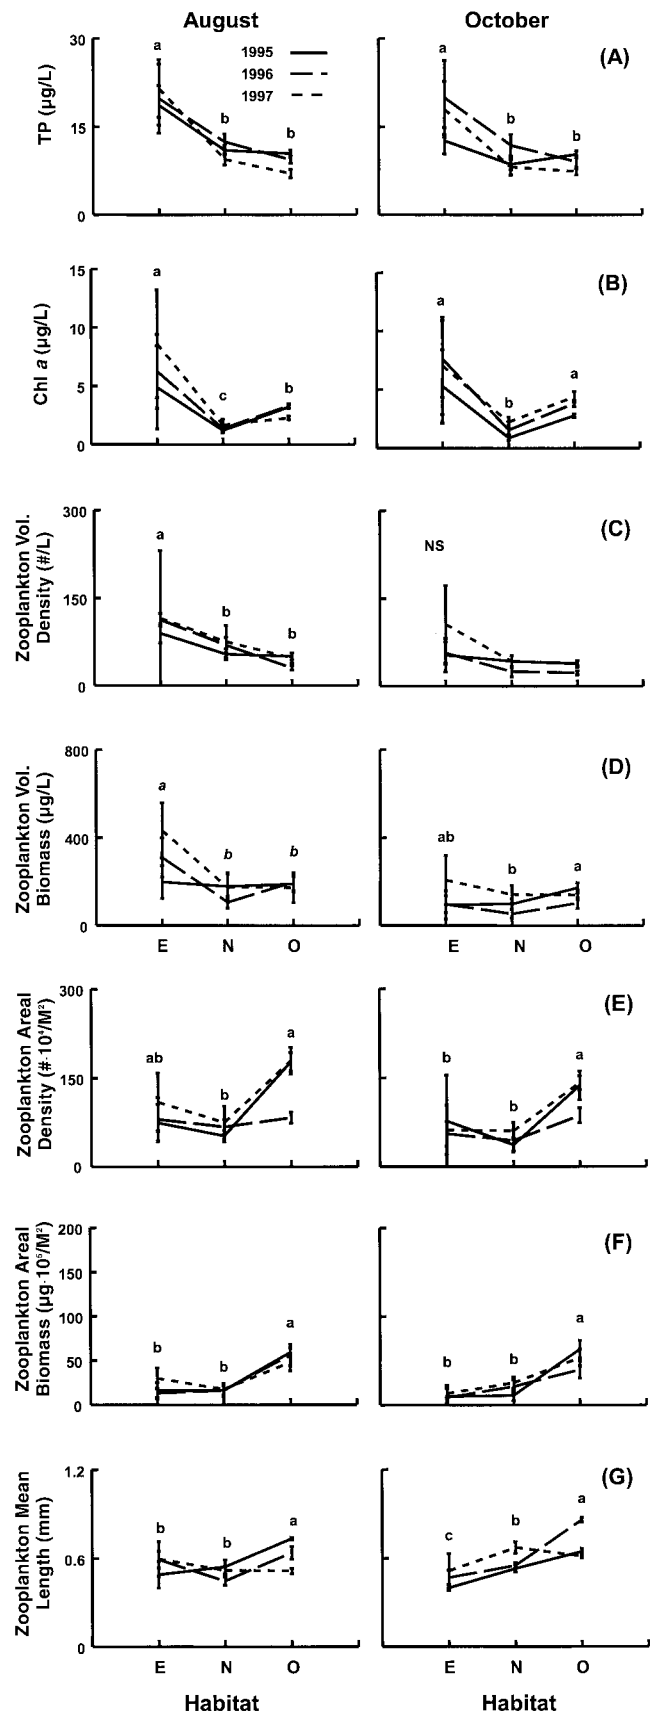 August October
30 (A)
a a
1995
1996
1997
TP (µg/L)
15
b b b b
0
15 (B)
a a
Chl a (µg/L)
10
5
c b b a
0
300 (C)
a NS
Zooplankton Vol.
Density (#/L)
150
b b
0
800 (D)
a ab
Zooplankton Vol.
Biomass (µg/L)
400
b b b a
0
E N O E N O
300 (E)
ab b a b b a
Zooplankton Areal
Density (#·10⁴/M²)
150
0
200 (F)
150
Zooplankton Areal
Biomass (µg·10⁵/M²)
100
b b a b b a
50
0
1.2 (G)
b b a c b a
Zooplankton Mean
Length (mm)
0.6
0
E N O E N O
Habitat Habitat